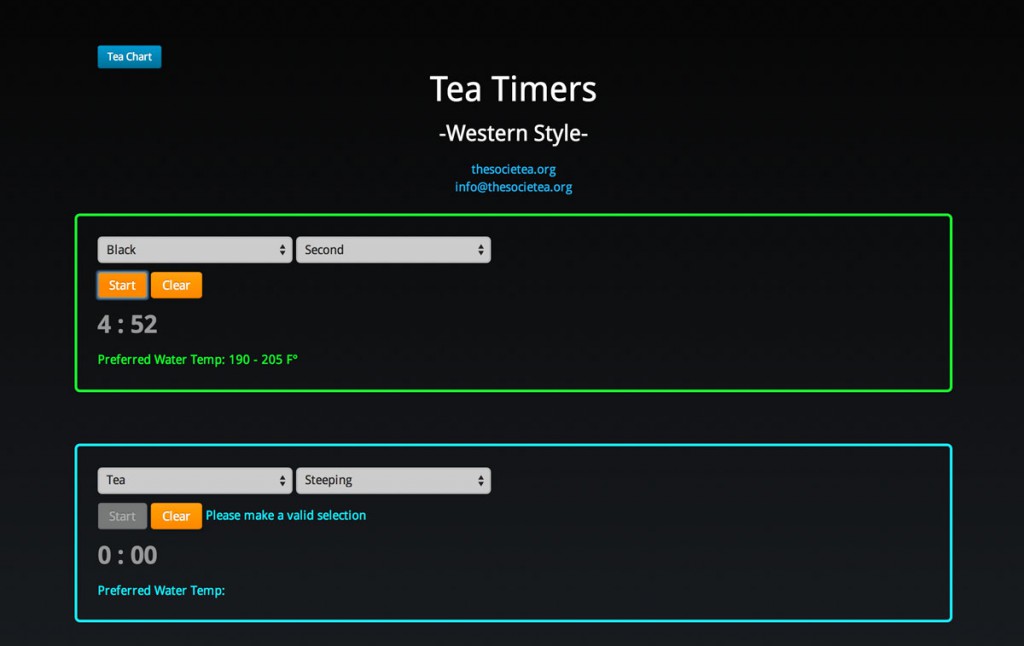 Tea Chart
Tea Timers
-Western Style-
thesocietea.org
info@thesocietea.org
Black Second
Start Clear
4 : 52
Preferred Water Temp: 190 - 205 F°
Tea Steeping
Start Clear Please make a valid selection
0 : 00
Preferred Water Temp: